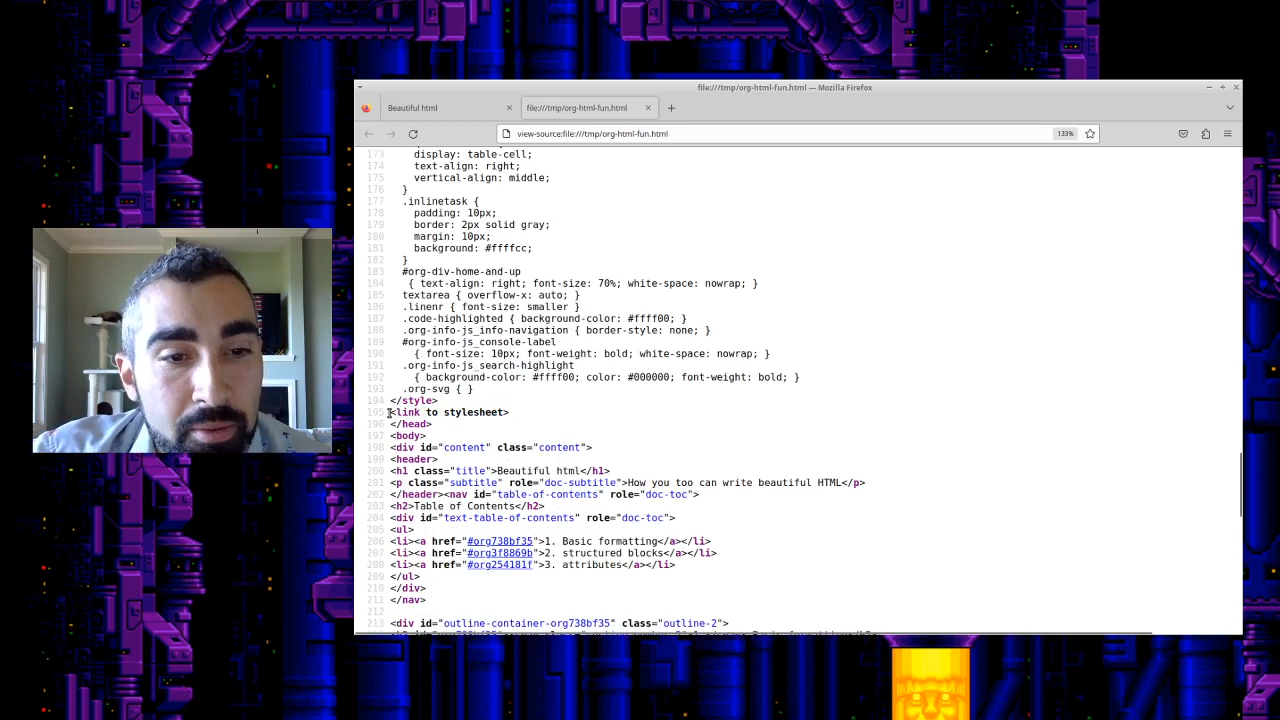 file:///tmp/org-html-fun.html — Mozilla Firefox
Beautiful html
file:///tmp/org-html-fun.html
view-source:file:///tmp/org-html-fun.html
133%
173 display: table-cell;
174 text-align: right;
175 vertical-align: middle;
176 }
177 .inlinetask {
178 padding: 10px;
179 border: 2px solid gray;
180 margin: 10px;
181 background: #ffffcc;
182 }
183 #org-div-home-and-up
184 { text-align: right; font-size: 70%; white-space: nowrap; }
185 textarea { overflow-x: auto; }
186 .linenr { font-size: smaller }
187 .code-highlighted { background-color: #ffff00; }
188 .org-info-js_info-navigation { border-style: none; }
189 #org-info-js_console-label
190 { font-size: 10px; font-weight: bold; white-space: nowrap; }
191 .org-info-js_search-highlight
192 { background-color: #ffff00; color: #000000; font-weight: bold; }
193 .org-svg { }
194 </style>
195 <link to stylesheet>
196 </head>
197 <body>
198 <div id="content" class="content">
199 <header>
200 <h1 class="title">Beautiful html</h1>
201 <p class="subtitle" role="doc-subtitle">How you too can write beautiful HTML</p>
202 </header><nav id="table-of-contents" role="doc-toc">
203 <h2>Table of Contents</h2>
204 <div id="text-table-of-contents" role="doc-toc">
205 <ul>
206 <li><a href="#org738bf35">1. Basic formatting</a></li>
207 <li><a href="#org3f8869b">2. structured blocks</a></li>
208 <li><a href="#org254181f">3. attributes</a></li>
209 </ul>
210 </div>
211 </nav>
212
213 <div id="outline-container-org738bf35" class="outline-2">